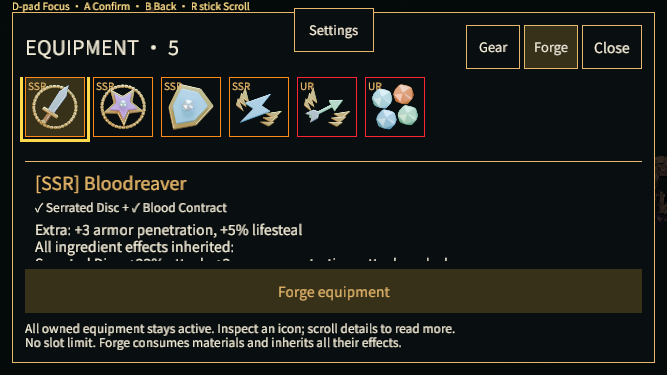 D-pad Focus • A Confirm • B Back • R stick Scroll
Settings
EQUIPMENT • 5
Gear
Forge
Close
SSR
SSR
SSR
SSR
UR
UR
[SSR] Bloodreaver
✓ Serrated Disc + ✓ Blood Contract
Extra: +3 armor penetration, +5% lifesteal
All ingredient effects inherited:
Forge equipment
All owned equipment stays active. Inspect an icon; scroll details to read more.
No slot limit. Forge consumes materials and inherits all their effects.